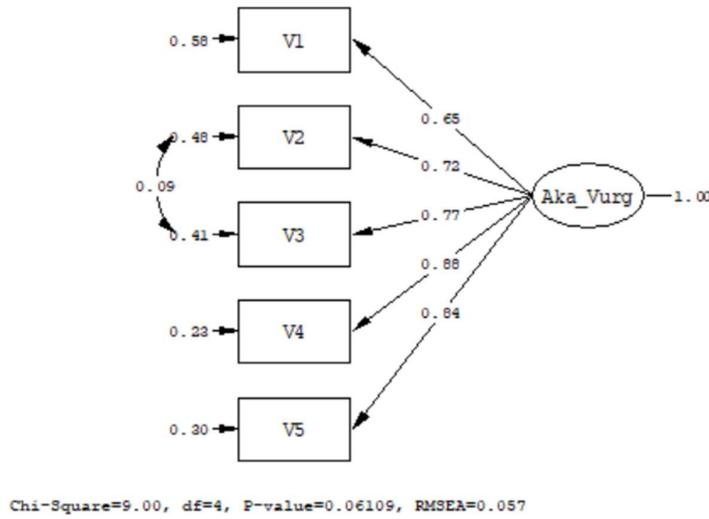 0.58 V1
0.65
0.48 V2
0.72
0.09
Aka_Vurg 1.00
0.77
0.41 V3
0.88
0.23 V4
0.84
0.30 V5
Chi-Square=9.00, df=4, P-value=0.06109, RMSEA=0.057